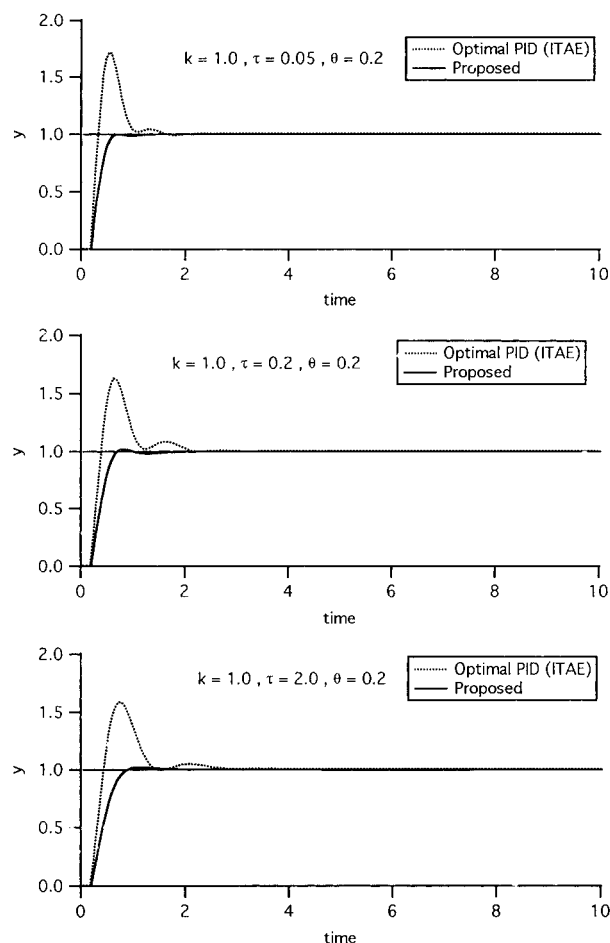 2.0
k = 1.0 , τ = 0.05 , θ = 0.2
Optimal PID (ITAE)
Proposed
1.5
1.0
y
0.5
0.0
0 2 4 6 8 10
time
2.0
k = 1.0 , τ = 0.2 , θ = 0.2
Optimal PID (ITAE)
Proposed
1.5
1.0
y
0.5
0.0
0 2 4 6 8 10
time
2.0
k = 1.0 , τ = 2.0 , θ = 0.2
Optimal PID (ITAE)
Proposed
1.5
1.0
y
0.5
0.0
0 2 4 6 8 10
time